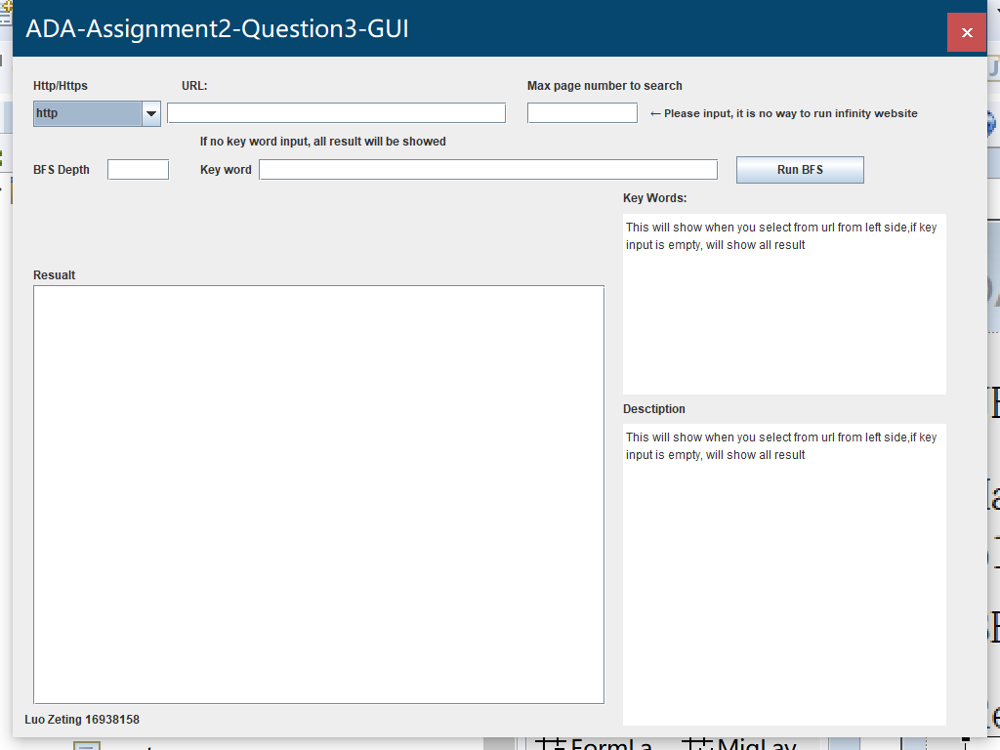 ADA-Assignment2-Question3-GUI
Http/Https
URL:
Max page number to search
http
← Please input, it is no way to run infinity website
If no key word input, all result will be showed
BFS Depth
Key word
Run BFS
Key Words:
This will show when you select from url from left side,if key
input is empty, will show all result
Resualt
Desctiption
This will show when you select from url from left side,if key
input is empty, will show all result
Luo Zeting 16938158
FormLa
MigLay